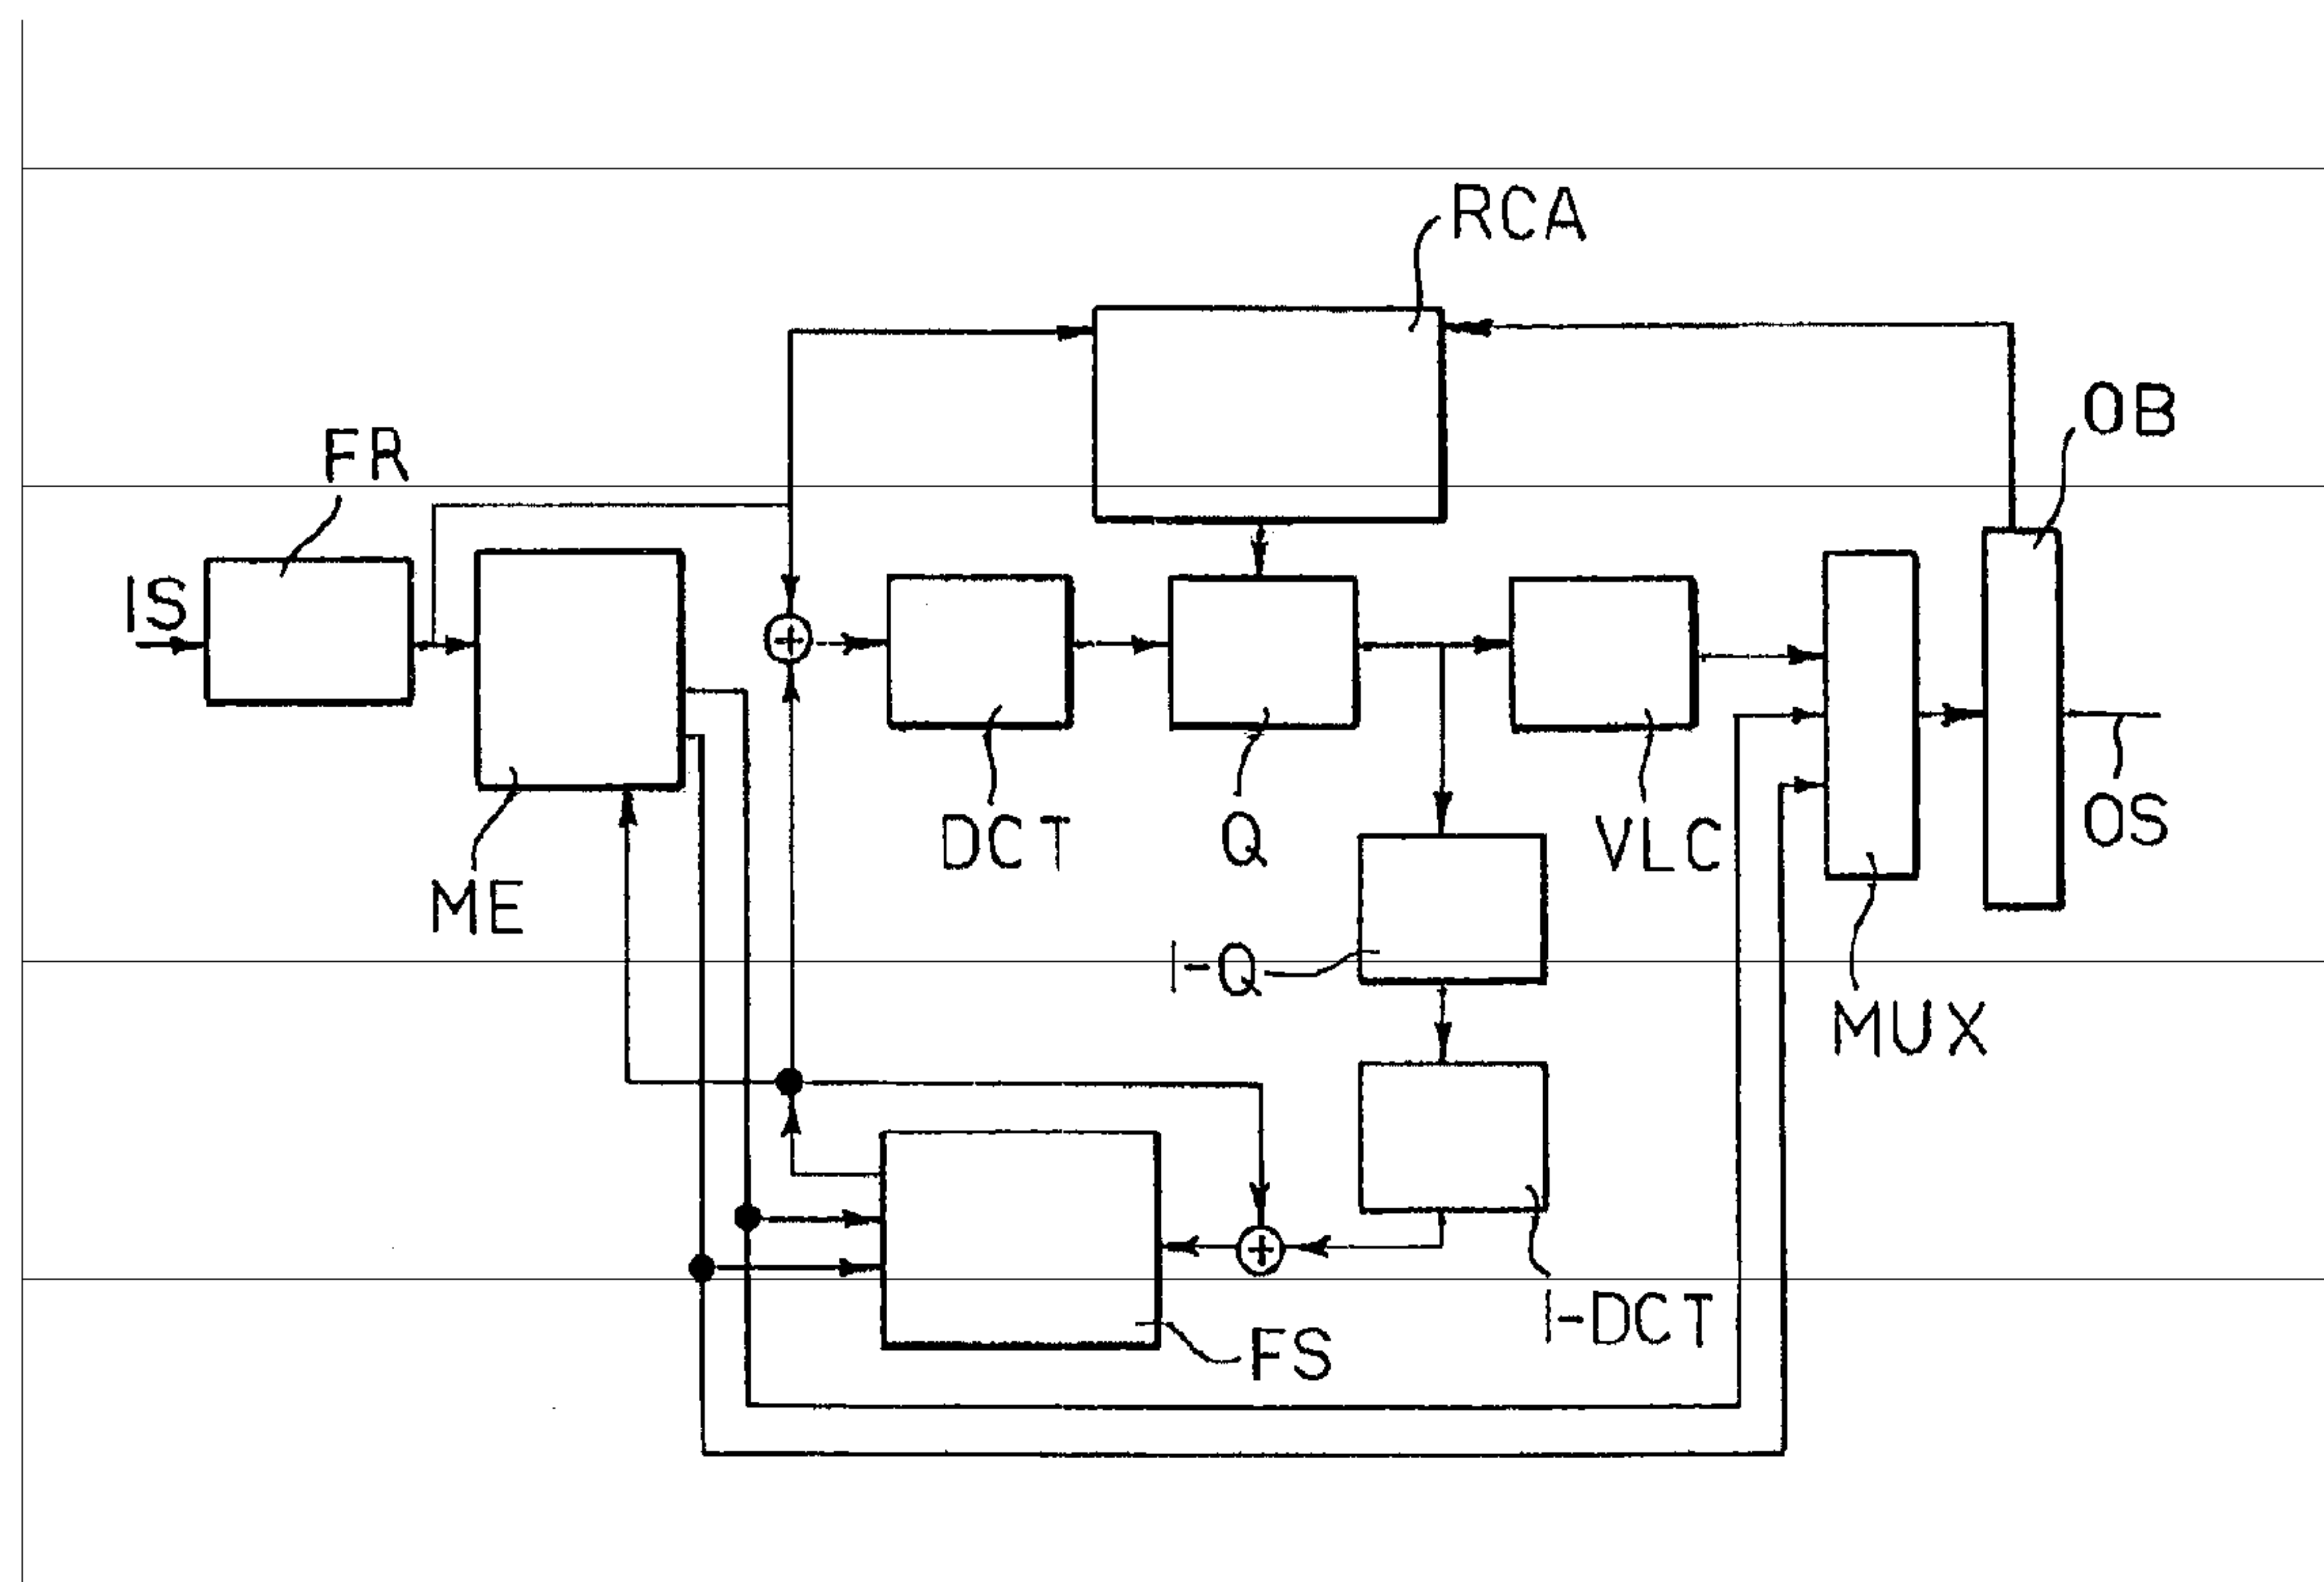 RCA
OB
FR
IS
DCT
Q
VLC
OS
ME
I-Q
MUX
I-DCT
FS